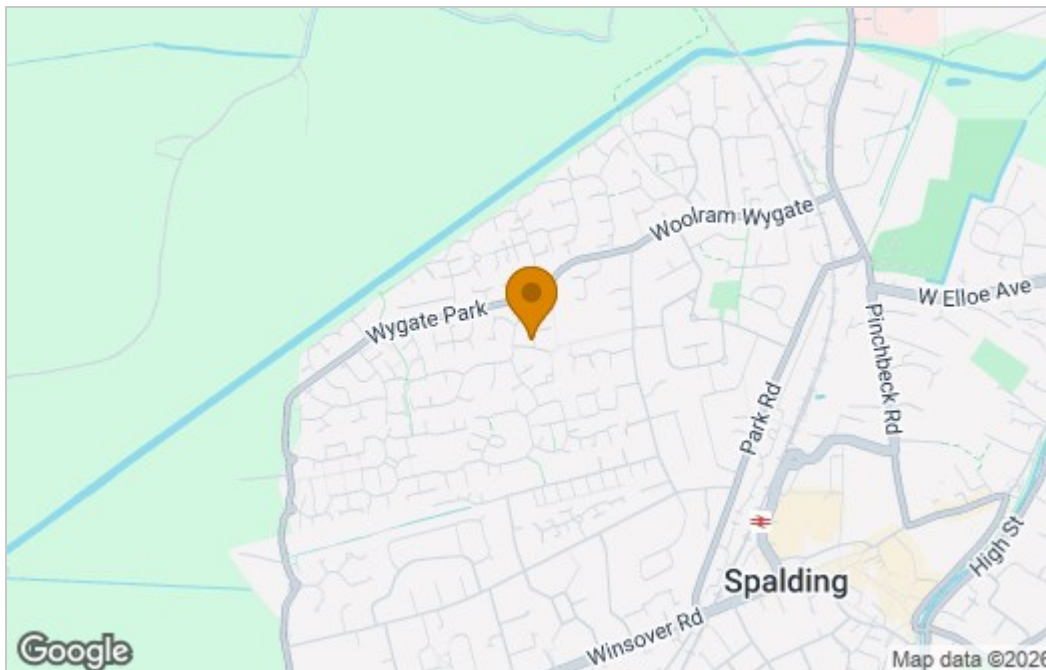 Woolram Wygate
W Elloe Ave
Wygate Park
Pinchbeck Rd
Park Rd
High St
Spalding
Winsover Rd
Google
Map data ©2026